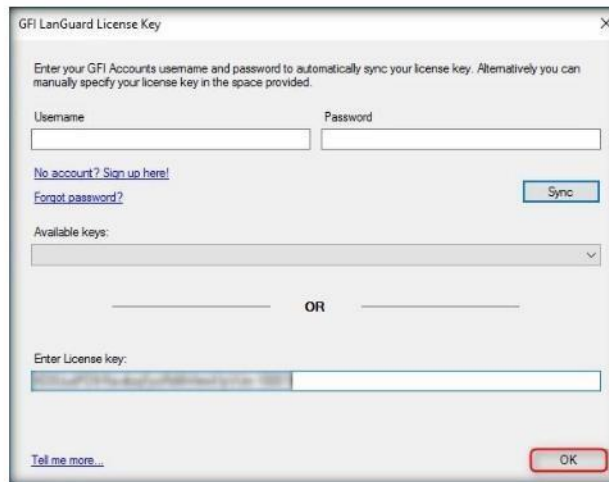 GFI LanGuard License Key
Enter your GFI Accounts username and password to automatically sync your license key. Alternatively you can
manually specify your license key in the space provided.
Username Password
No account? Sign up here!
Forgot password?
Sync
Available keys:
OR
Enter License key:
Tell me more...
OK